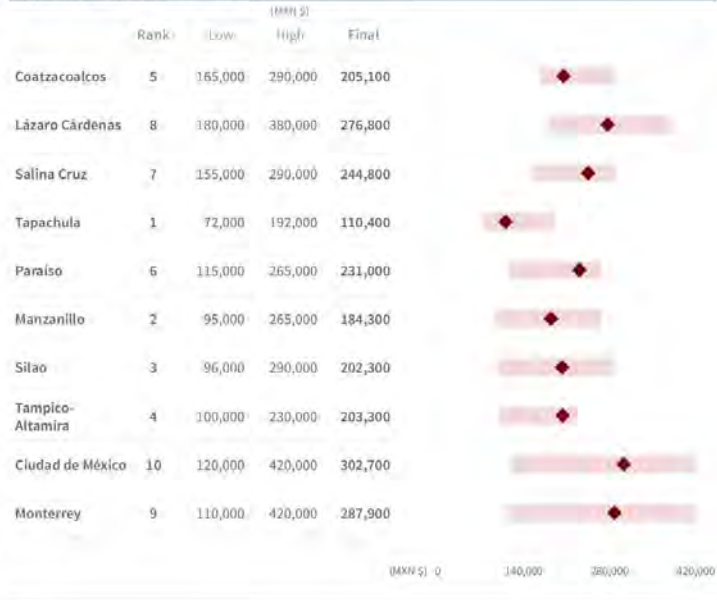 (MXN $)
Rank Low High Final
Coatzacoalcos 5 165,000 290,000 205,100
Lázaro Cárdenas 8 180,000 380,000 276,800
Salina Cruz 7 155,000 290,000 244,800
Tapachula 1 72,000 192,000 110,400
Paraíso 6 115,000 265,000 231,000
Manzanillo 2 95,000 265,000 184,300
Silao 3 96,000 290,000 202,300
Tampico-
Altamira 4 100,000 230,000 203,300
Ciudad de México 10 120,000 420,000 302,700
Monterrey 9 110,000 420,000 287,900
(MXN $) 0 140,000 280,000 420,000